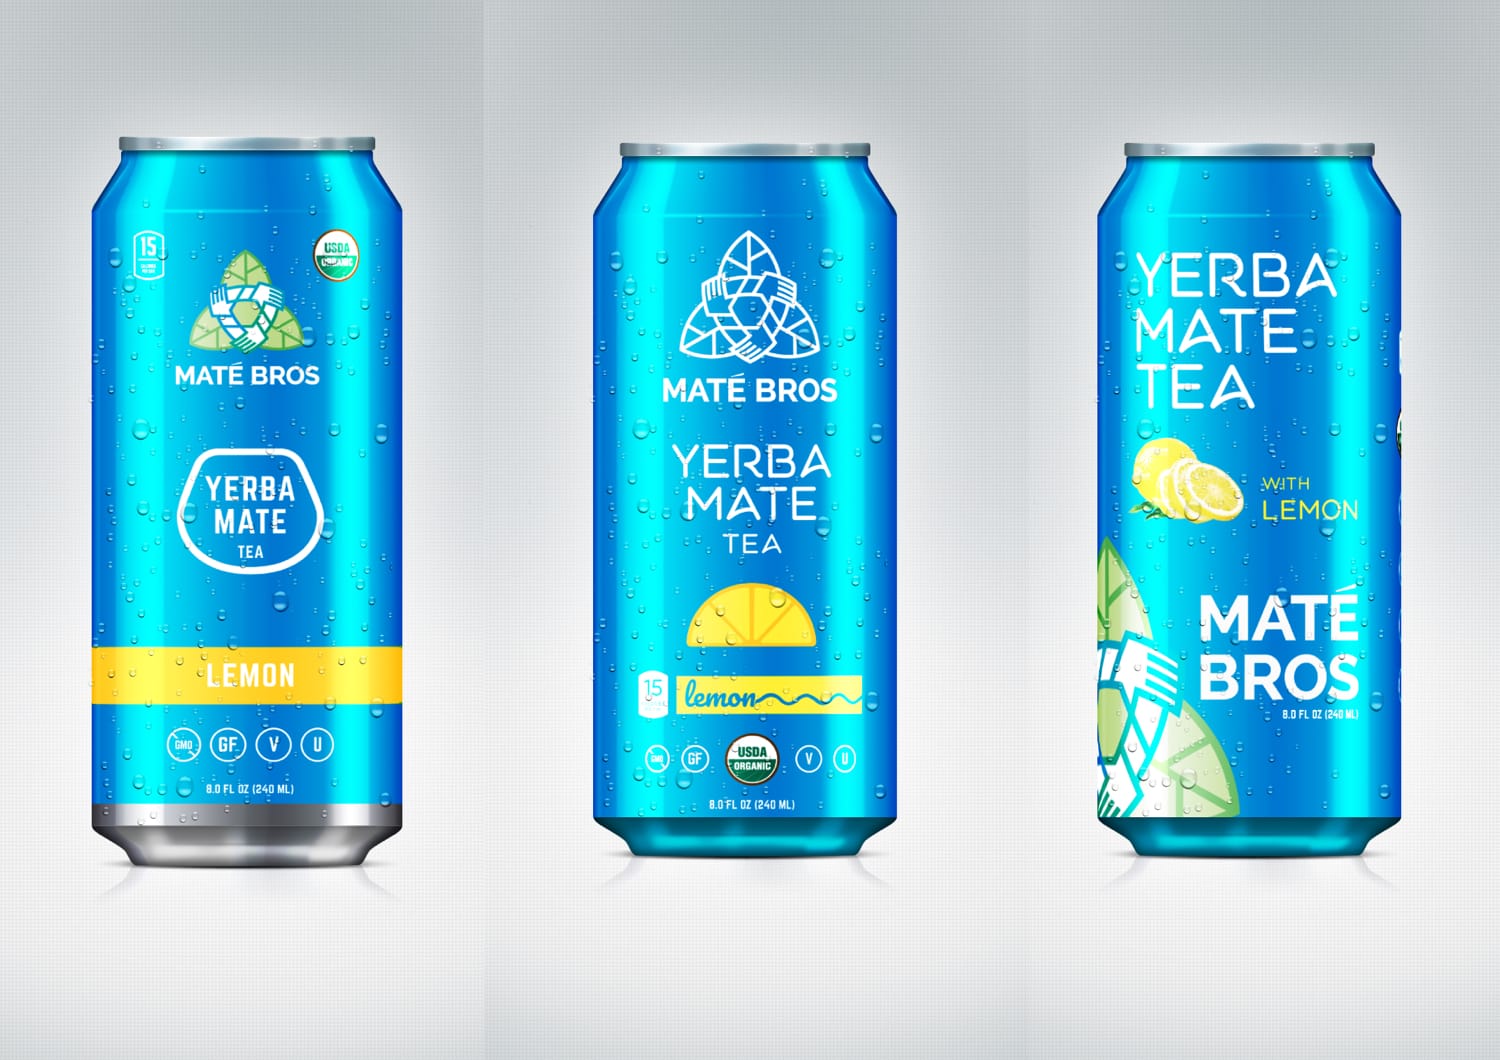 15
USDA
ORGANIC
MATÉ BROS
YERBA
MATE
TEA
LEMON
GMO
GF
V
U
8.0 FL OZ (240 ML)
MATÉ BROS
YERBA
MATE
TEA
15
lemon
GMO
GF
USDA
ORGANIC
V
U
8.0 FL OZ (240 ML)
YERBA
MATE
TEA
WITH
LEMON
MATÉ
BROS
8.0 FL OZ (240 ML)